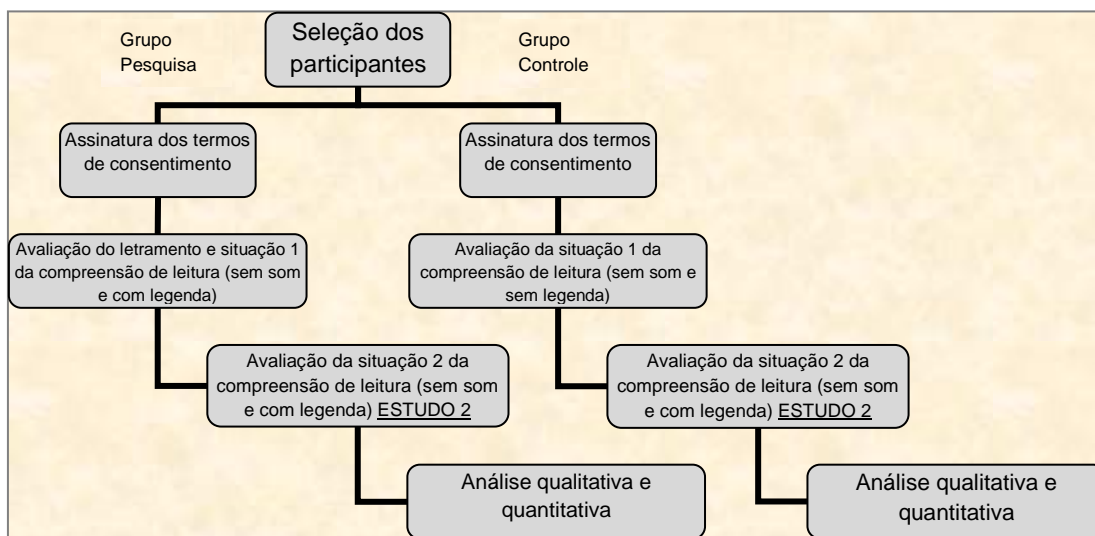 Grupo
Pesquisa
Seleção dos
participantes
Grupo
Controle
Assinatura dos termos
de consentimento
Assinatura dos termos
de consentimento
Avaliação do letramento e situação 1
da compreensão de leitura (sem som
e com legenda)
Avaliação da situação 1 da
compreensão de leitura (sem som e
sem legenda)
Avaliação da situação 2 da
compreensão de leitura (sem som
e com legenda) ESTUDO 2
Avaliação da situação 2 da
compreensão de leitura (sem som
e com legenda) ESTUDO 2
Análise qualitativa e
quantitativa
Análise qualitativa e
quantitativa